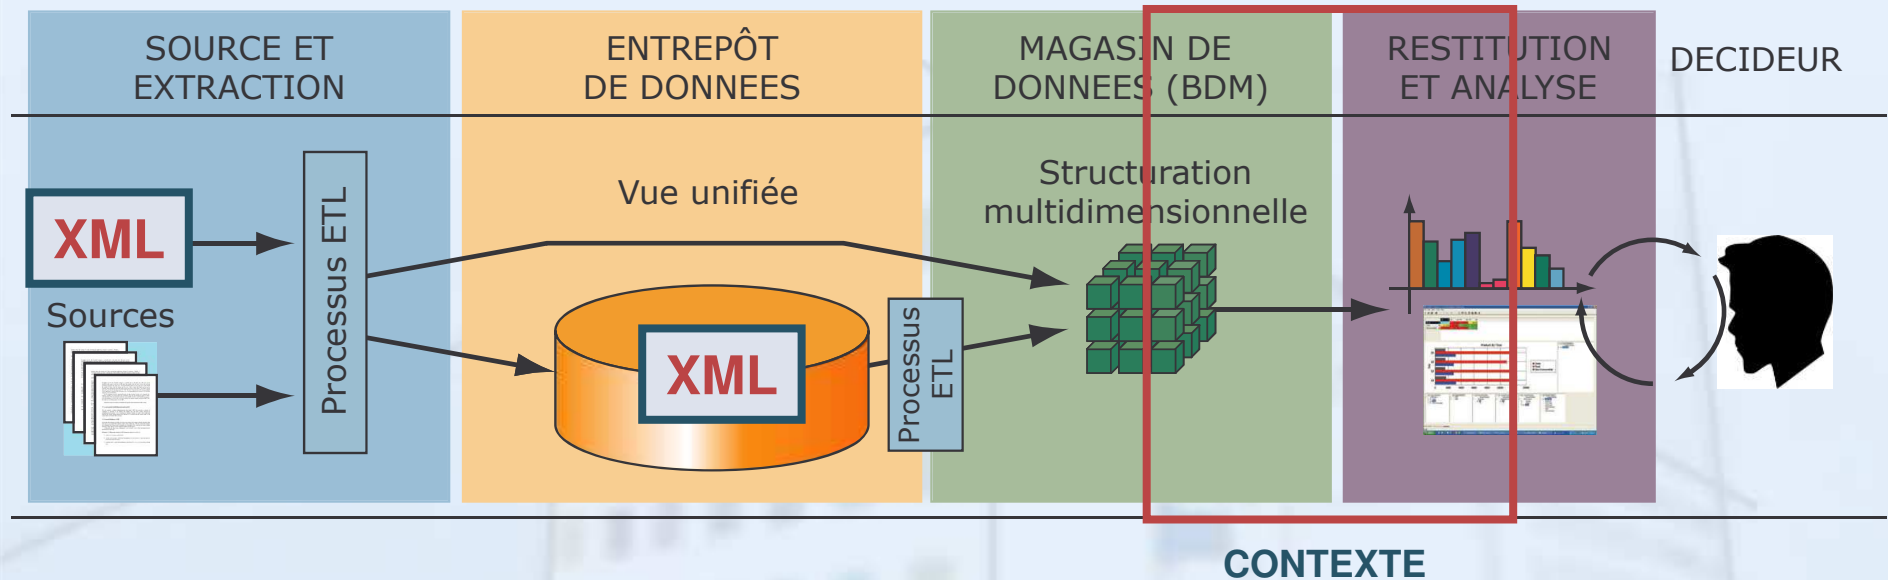 SOURCE ET
EXTRACTION
ENTREPÔT
DE DONNEES
MAGASIN DE
DONNEES (BDM)
RESTITUTION
ET ANALYSE
DECIDEUR
XML
Sources
Processus ETL
Vue unifiée
XML
Processus
ETL
Structuration
multidimensionnelle
CONTEXTE